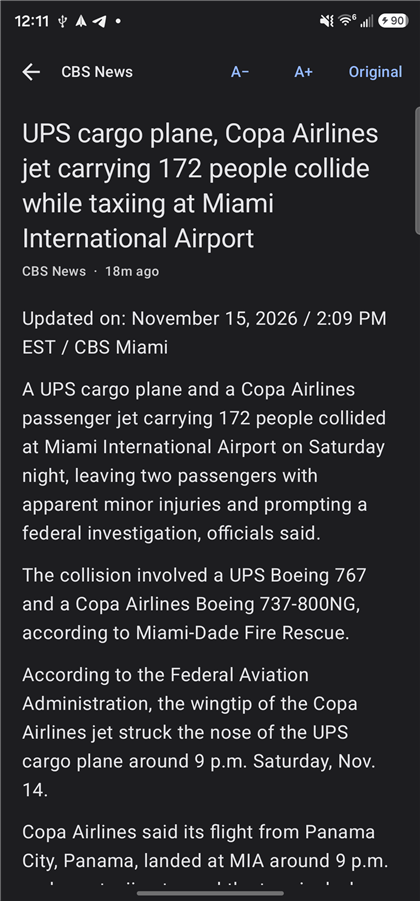 12:11
6
90
CBS News
A−
A+
Original
UPS cargo plane, Copa Airlines
jet carrying 172 people collide
while taxiing at Miami
International Airport
CBS News · 18m ago
Updated on: November 15, 2026 / 2:09 PM
EST / CBS Miami
A UPS cargo plane and a Copa Airlines
passenger jet carrying 172 people collided
at Miami International Airport on Saturday
night, leaving two passengers with
apparent minor injuries and prompting a
federal investigation, officials said.
The collision involved a UPS Boeing 767
and a Copa Airlines Boeing 737-800NG,
according to Miami-Dade Fire Rescue.
According to the Federal Aviation
Administration, the wingtip of the Copa
Airlines jet struck the nose of the UPS
cargo plane around 9 p.m. Saturday, Nov.
14.
Copa Airlines said its flight from Panama
City, Panama, landed at MIA around 9 p.m.